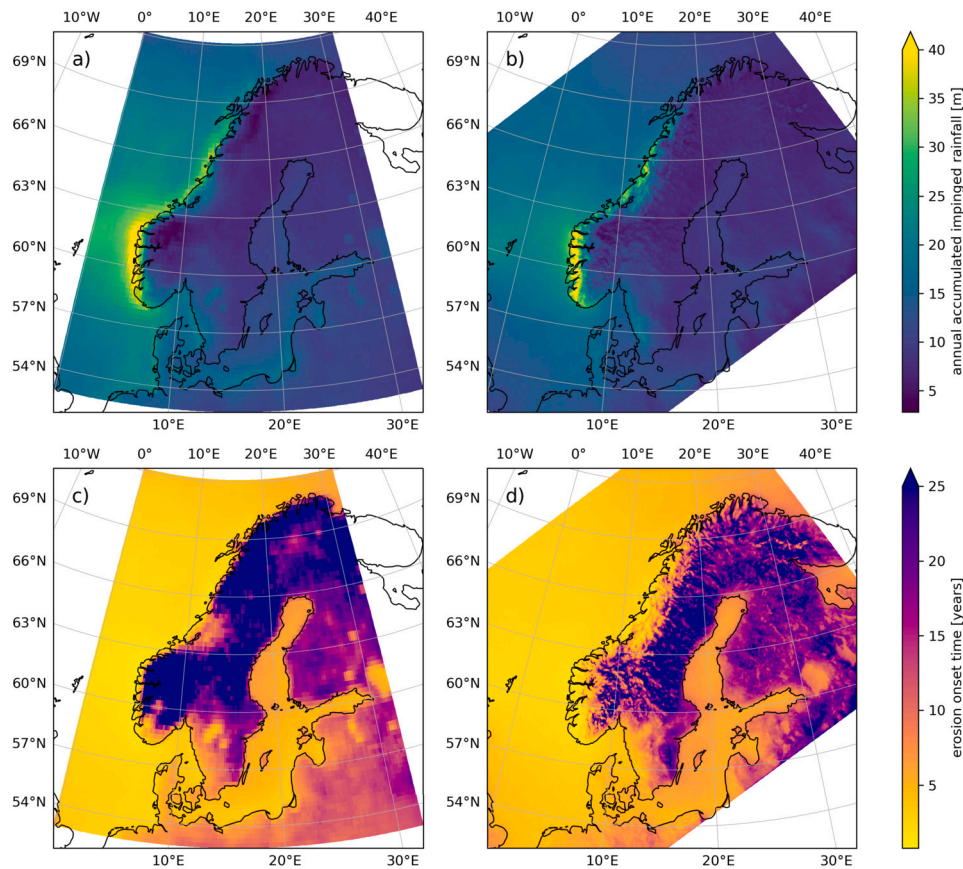 10°W 0° 10°E 20°E 30°E 40°E 10°W 0° 10°E 20°E 30°E 40°E
a) b)
69°N 69°N
66°N 66°N
63°N 63°N
60°N 60°N
57°N 57°N
54°N 54°N
10°E 20°E 10°E 20°E 30°E
40
35
30
25
20
15
10
5
annual accumulated impinged rainfall [m]
10°W 0° 10°E 20°E 30°E 40°E 10°W 0° 10°E 20°E 30°E 40°E
c) d)
69°N 69°N
66°N 66°N
63°N 63°N
60°N 60°N
57°N 57°N
54°N 54°N
10°E 20°E 30°E 10°E 20°E 30°E
25
20
15
10
5
erosion onset time [years]